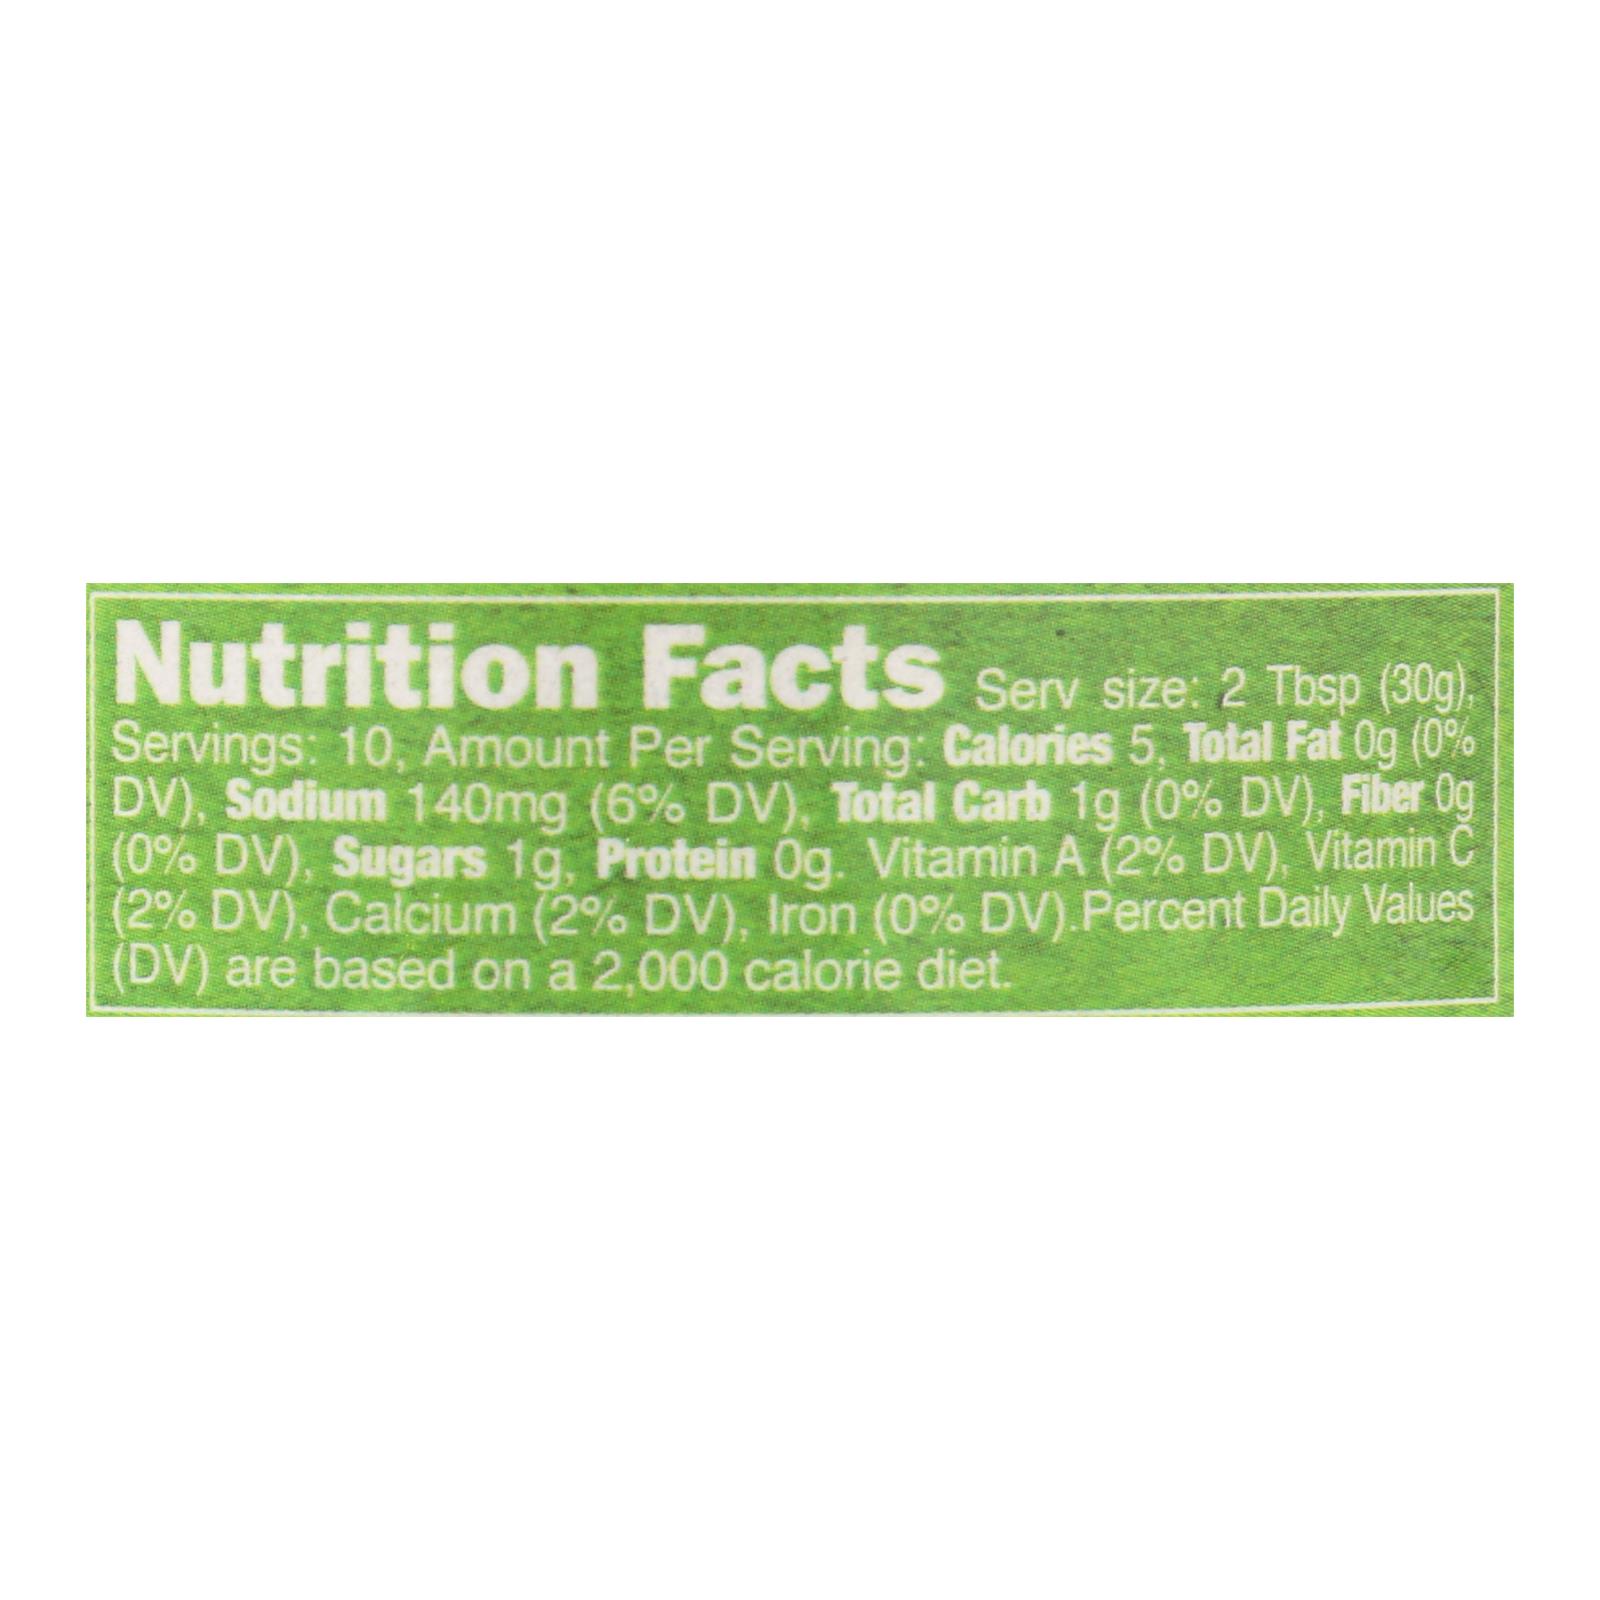 Nutrition Facts Serv size: 2 Tbsp (30g),
Servings: 10, Amount Per Serving: Calories 5, Total Fat 0g (0%
DV), Sodium 140mg (6% DV), Total Carb 1g (0% DV), Fiber 0g
(0% DV), Sugars 1g, Protein 0g. Vitamin A (2% DV), Vitamin C
(2% DV), Calcium (2% DV), Iron (0% DV).Percent Daily Values
(DV) are based on a 2,000 calorie diet.